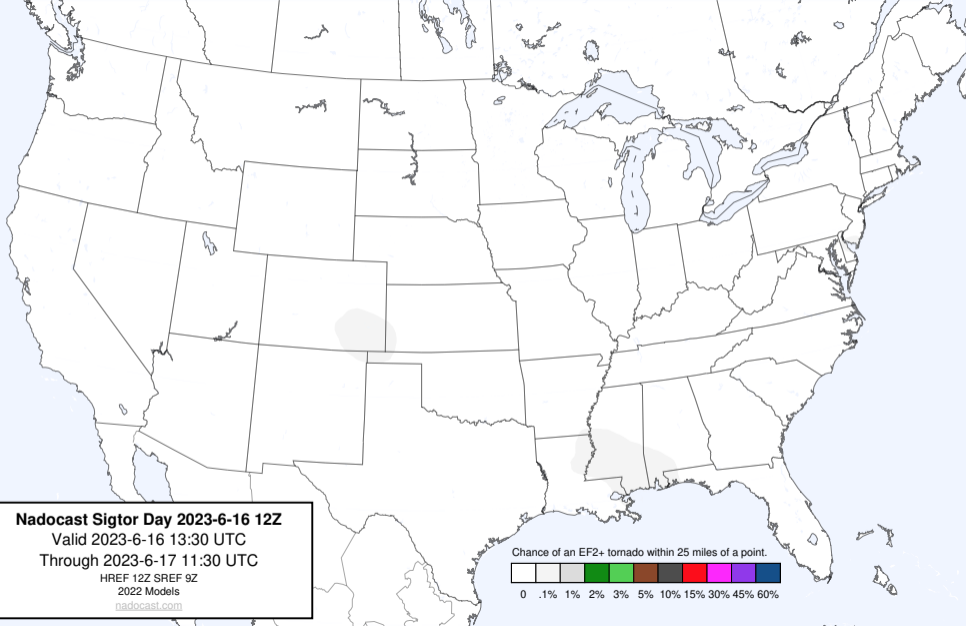 Nadocast Sigtor Day 2023-6-16 12Z
Valid 2023-6-16 13:30 UTC
Through 2023-6-17 11:30 UTC
HREF 12Z SREF 9Z
2022 Models
nadocast.com
Chance of an EF2+ tornado within 25 miles of a point.
0 .1% 1% 2% 3% 5% 10% 15% 30% 45% 60%